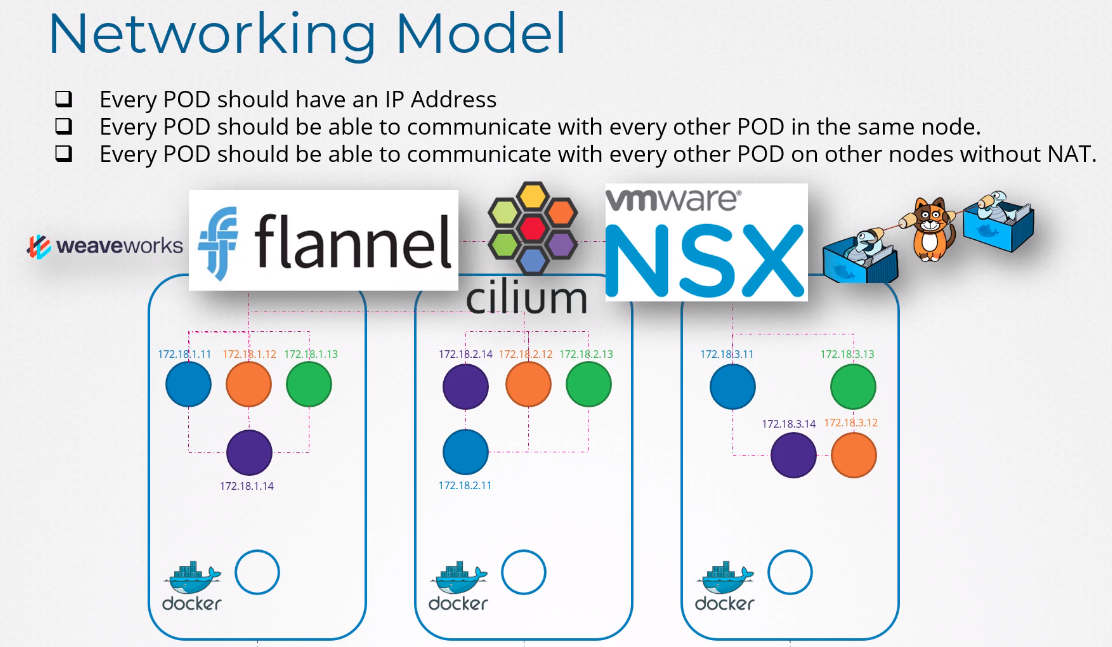 Networking Model
Every POD should have an IP Address
Every POD should be able to communicate with every other POD in the same node.
Every POD should be able to communicate with every other POD on other nodes without NAT.
weaveworks
flannel
cilium
vmware®
NSX
172.18.1.11 172.18.1.12 172.18.1.13
172.18.1.14
docker
172.18.2.14 172.18.2.12 172.18.2.13
172.18.2.11
docker
172.18.3.11 172.18.3.13
172.18.3.14 172.18.3.12
docker